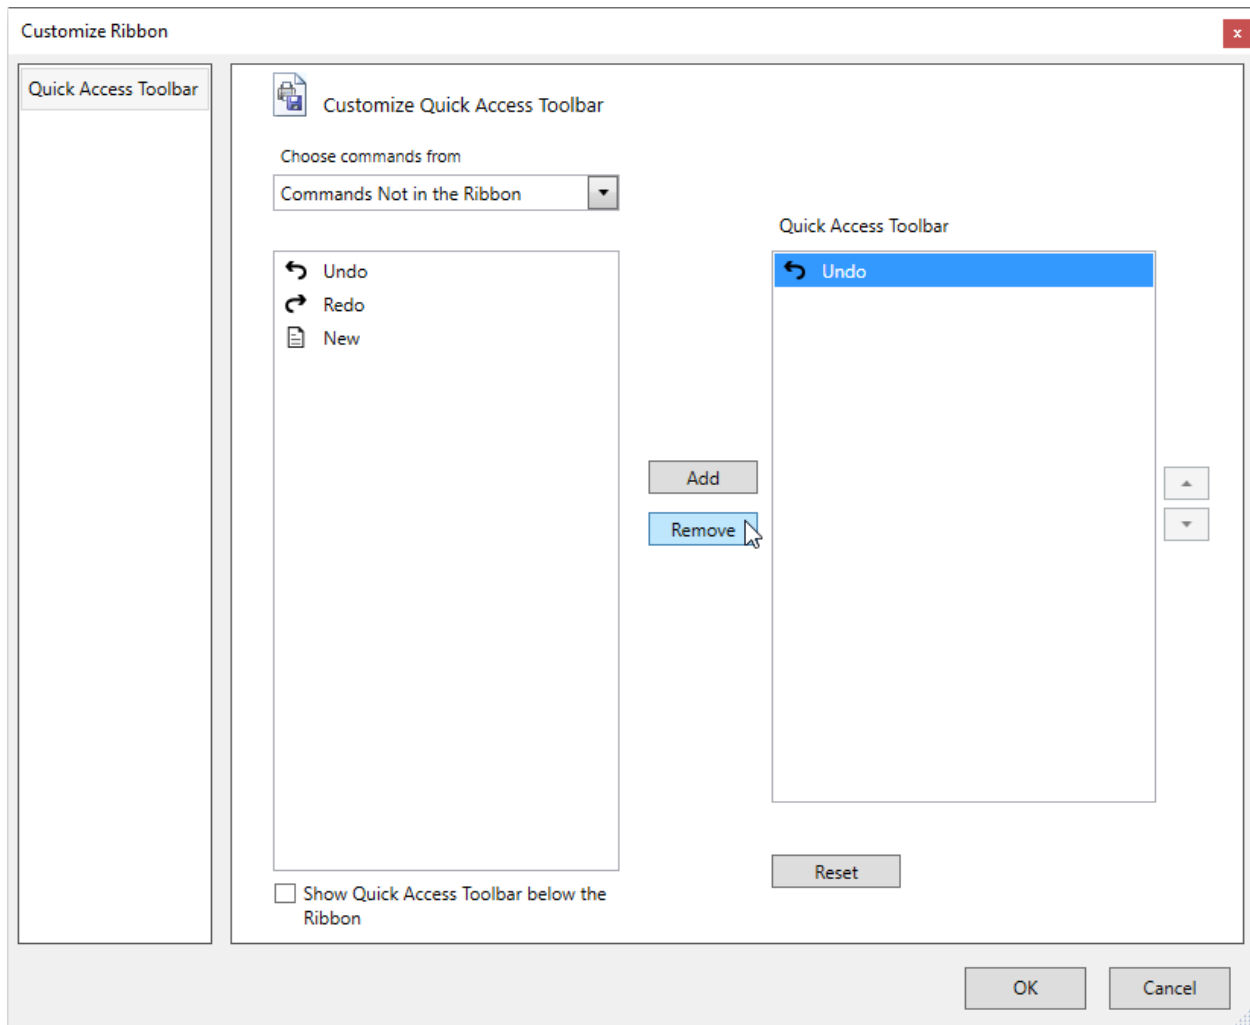 Customize Ribbon
x
Quick Access Toolbar
Customize Quick Access Toolbar
Choose commands from
Commands Not in the Ribbon
Quick Access Toolbar
Undo
Redo
New
Undo
Add
Remove
Reset
Show Quick Access Toolbar below the
Ribbon
OK
Cancel